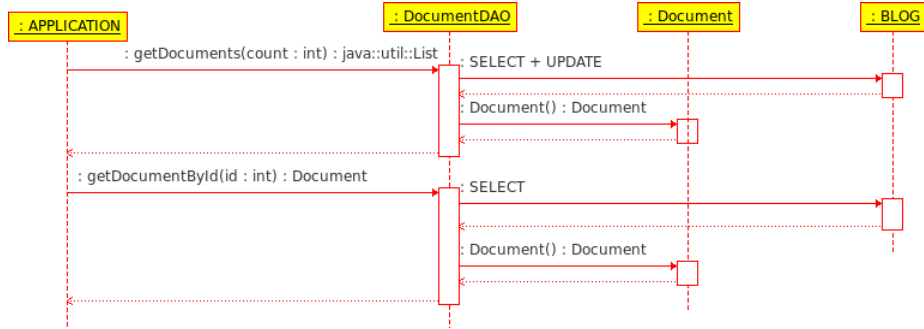 : APPLICATION
: DocumentDAO
: Document
: BLOG
: getDocuments(count : int) : java::util::List
: SELECT + UPDATE
: Document() : Document
: getDocumentById(id : int) : Document
: SELECT
: Document() : Document